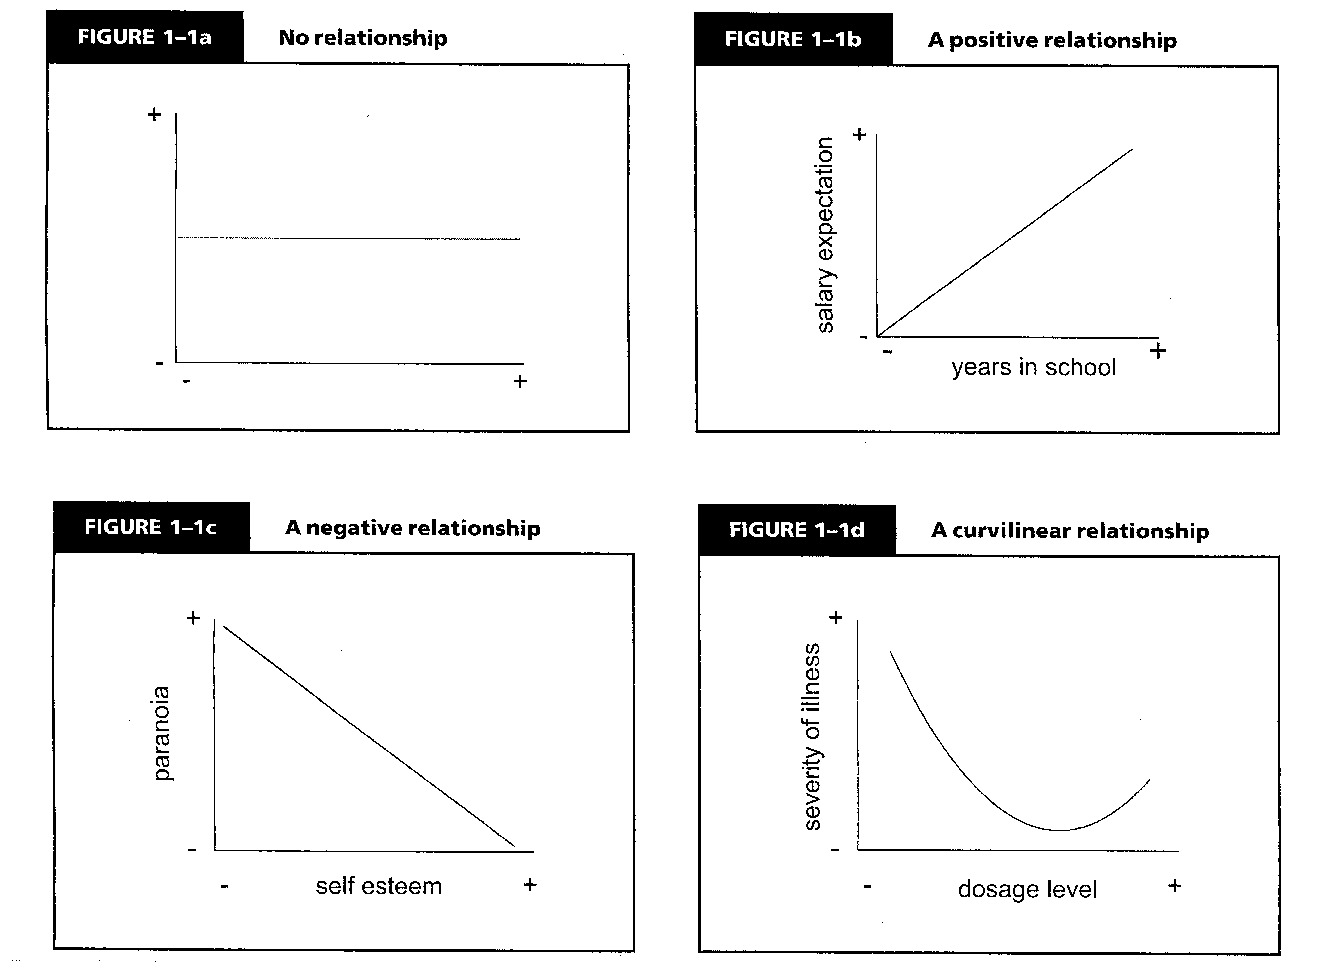 FIGURE 1–1a No relationship
+
-
- +
FIGURE 1–1b A positive relationship
+
salary expectation
-
- +
years in school
FIGURE 1–1c A negative relationship
+
paranoia
-
- self esteem +
FIGURE 1–1d A curvilinear relationship
+
severity of illness
-
- dosage level +